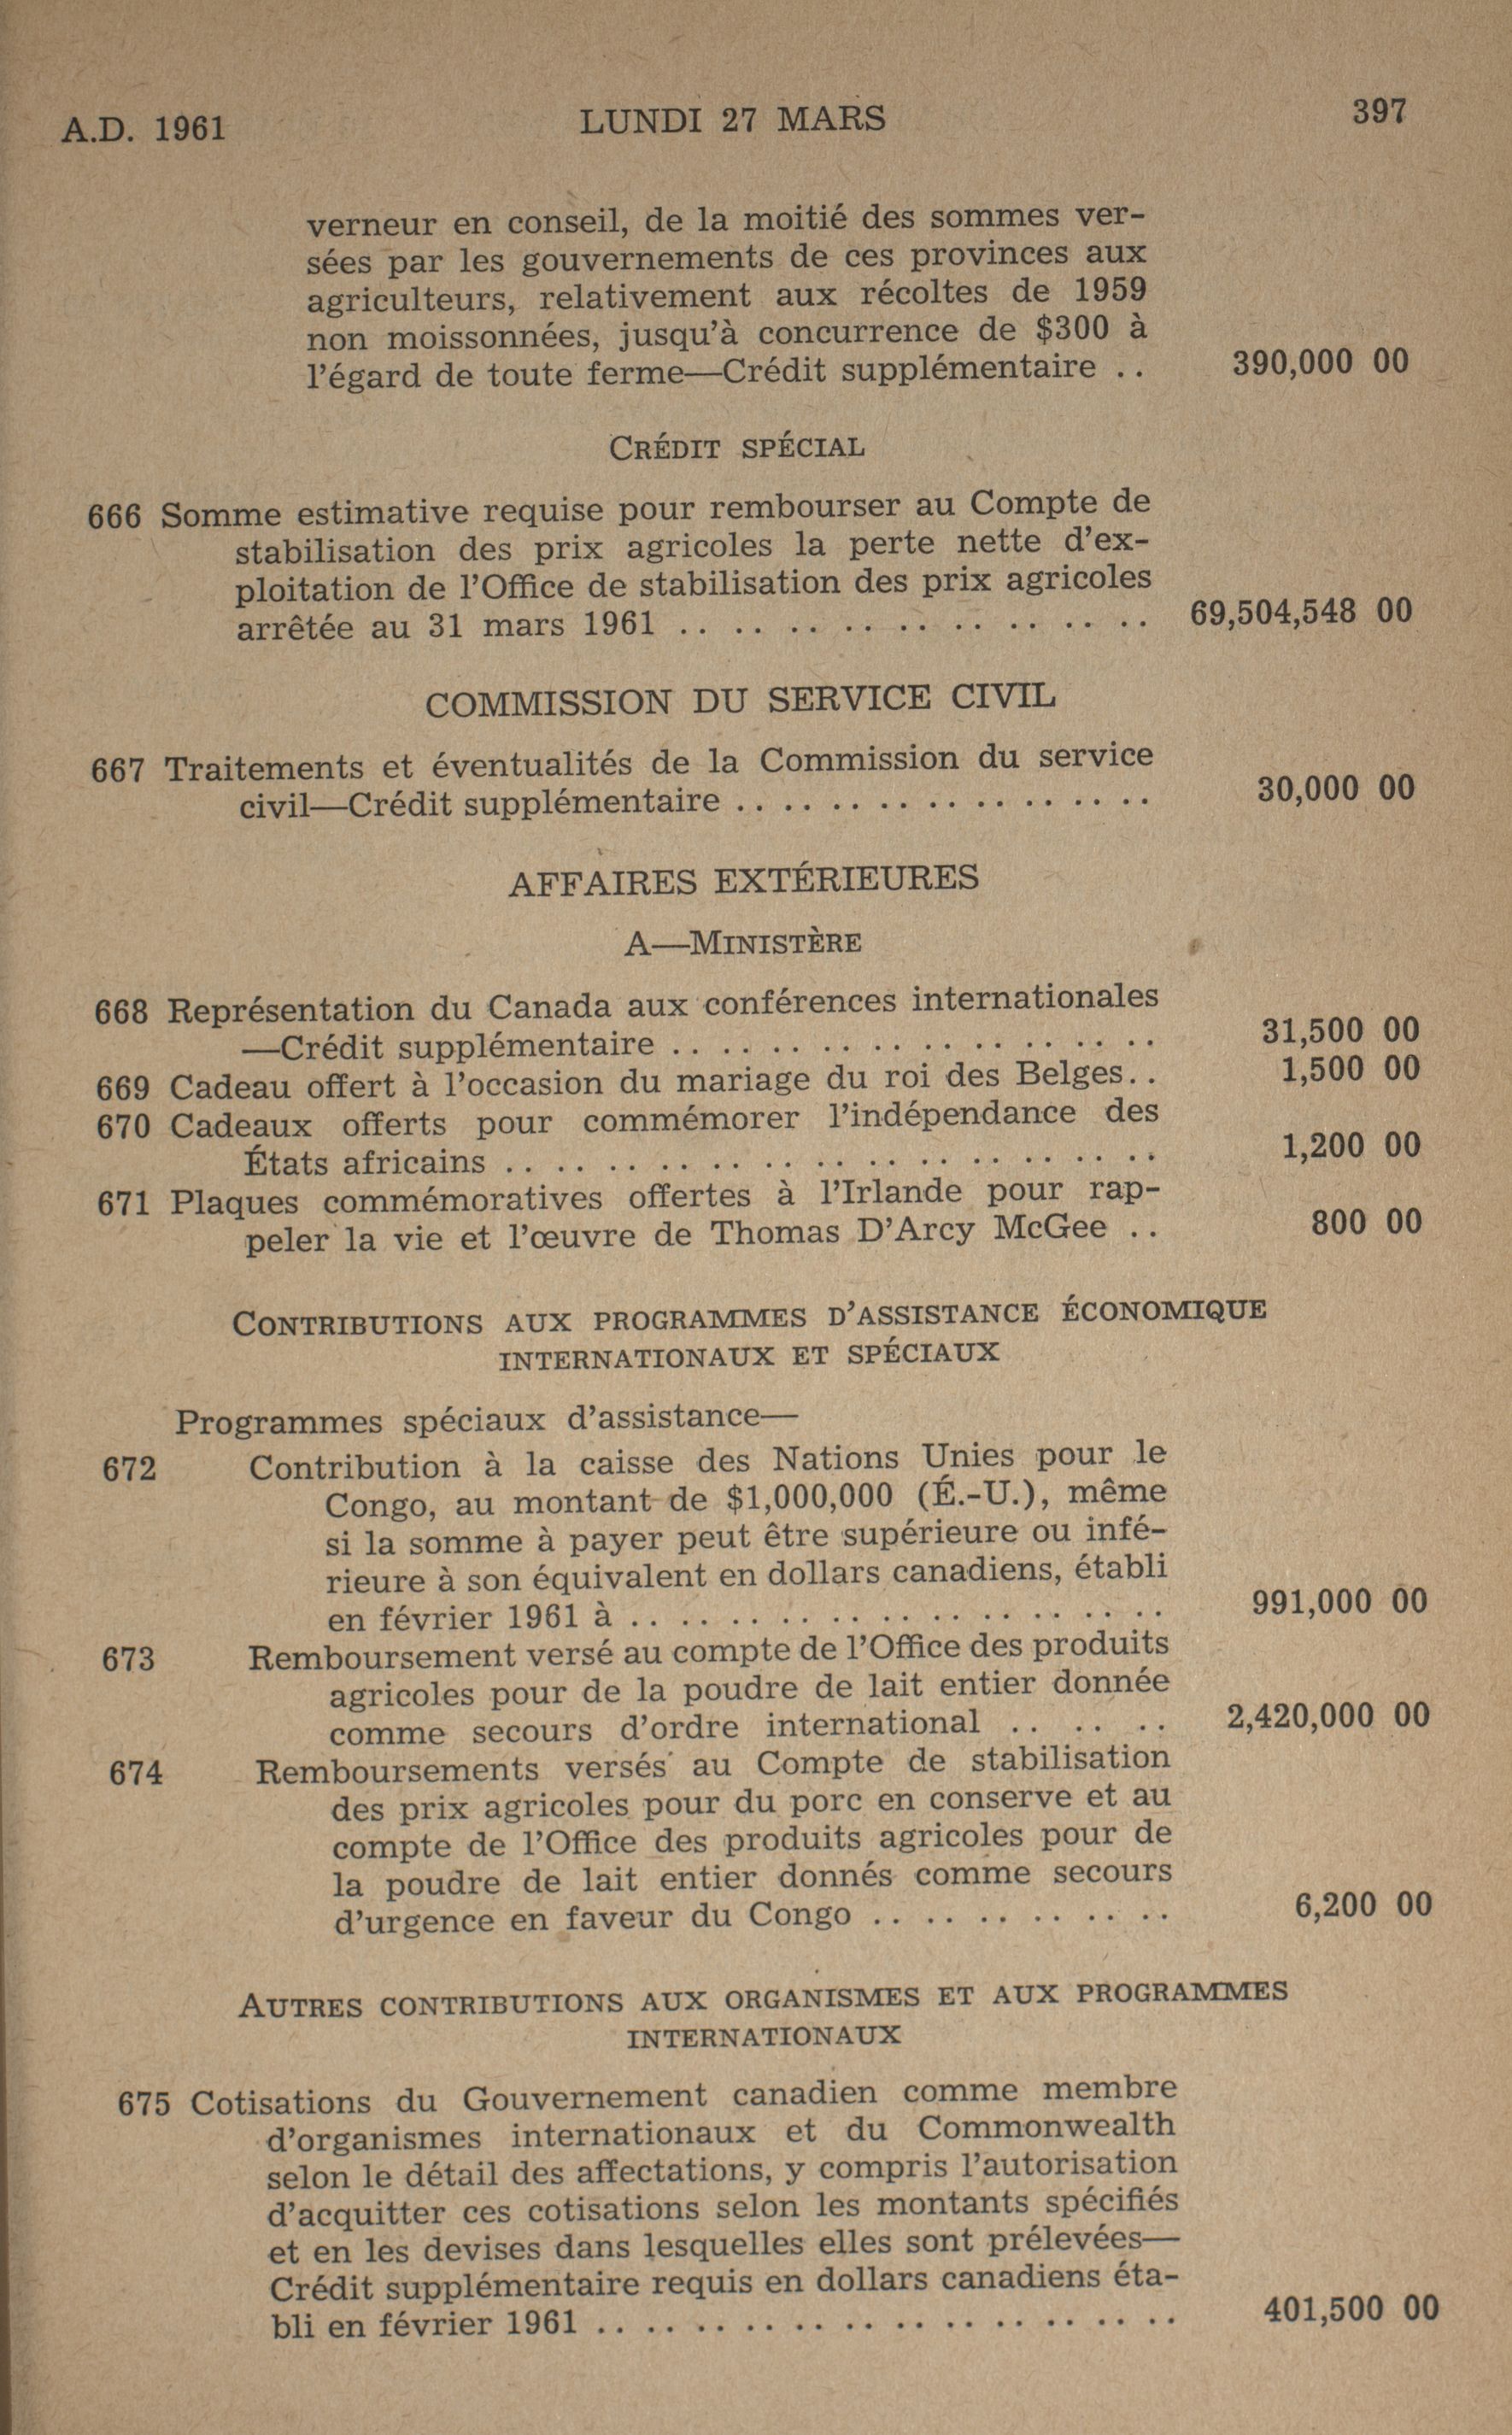 A.D. 1961 LUNDI 27 MARS 397
verneur en conseil, de la moitié des sommes ver-
sées par les gouvernements de ces provinces aux
agriculteurs, relativement aux récoltes de 1959
non moissonnées, jusqu'à concurrence de $300 à
l'égard de toute ferme—Crédit supplémentaire .. 390,000 00
CRÉDIT SPÉCIAL
666 Somme estimative requise pour rembourser au Compte de
stabilisation des prix agricoles la perte nette d'ex-
ploitation de l'Office de stabilisation des prix agricoles
arrêtée au 31 mars 1961 .. .. .. .. .. .. .. .. .. 69,504,548 00
COMMISSION DU SERVICE CIVIL
667 Traitements et éventualités de la Commission du service
civil—Crédit supplémentaire .. .. .. .. .. .. .. .. .. 30,000 00
AFFAIRES EXTÉRIEURES
A—MINISTÈRE
668 Représentation du Canada aux conférences internationales
—Crédit supplémentaire .. .. .. .. .. .. .. .. .. .. 31,500 00
669 Cadeau offert à l'occasion du mariage du roi des Belges.. 1,500 00
670 Cadeaux offerts pour commémorer l'indépendance des
États africains .. .. .. .. .. .. .. .. .. .. .. .. .. 1,200 00
671 Plaques commémoratives offertes à l'Irlande pour rap-
peler la vie et l'œuvre de Thomas D'Arcy McGee .. 800 00
CONTRIBUTIONS AUX PROGRAMMES D'ASSISTANCE ÉCONOMIQUE
INTERNATIONAUX ET SPÉCIAUX
Programmes spéciaux d'assistance—
672 Contribution à la caisse des Nations Unies pour le
Congo, au montant de $1,000,000 (É.-U.), même
si la somme à payer peut être supérieure ou infé-
rieure à son équivalent en dollars canadiens, établi
en février 1961 à .. .. .. .. .. .. .. .. .. .. .. 991,000 00
673 Remboursement versé au compte de l'Office des produits
agricoles pour de la poudre de lait entier donnée
comme secours d'ordre international .. .. .. 2,420,000 00
674 Remboursements versés au Compte de stabilisation
des prix agricoles pour du porc en conserve et au
compte de l'Office des produits agricoles pour de
la poudre de lait entier donnés comme secours
d'urgence en faveur du Congo .. .. .. .. .. .. 6,200 00
AUTRES CONTRIBUTIONS AUX ORGANISMES ET AUX PROGRAMMES
INTERNATIONAUX
675 Cotisations du Gouvernement canadien comme membre
d'organismes internationaux et du Commonwealth
selon le détail des affectations, y compris l'autorisation
d'acquitter ces cotisations selon les montants spécifiés
et en les devises dans lesquelles elles sont prélevées—
Crédit supplémentaire requis en dollars canadiens éta-
bli en février 1961 .. .. .. .. .. .. .. .. .. .. .. .. 401,500 00